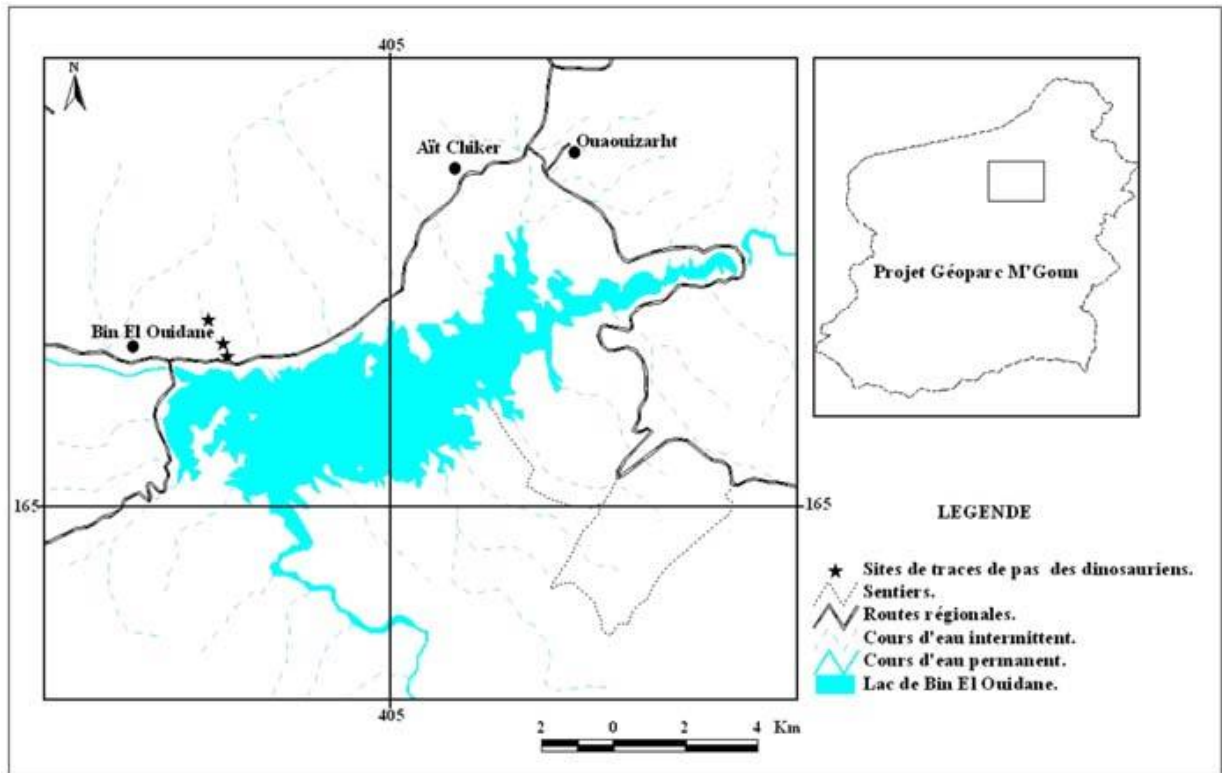 405
N
Aït Chiker
Ouaouizarht
Bin El Ouidane
165
165
405
2 0 2 4 Km
Projet Géoparc M'Goun
LEGENDE
Sites de traces de pas des dinosauriens.
Sentiers.
Routes régionales.
Cours d'eau intermittent.
Cours d'eau permanent.
Lac de Bin El Ouidane.